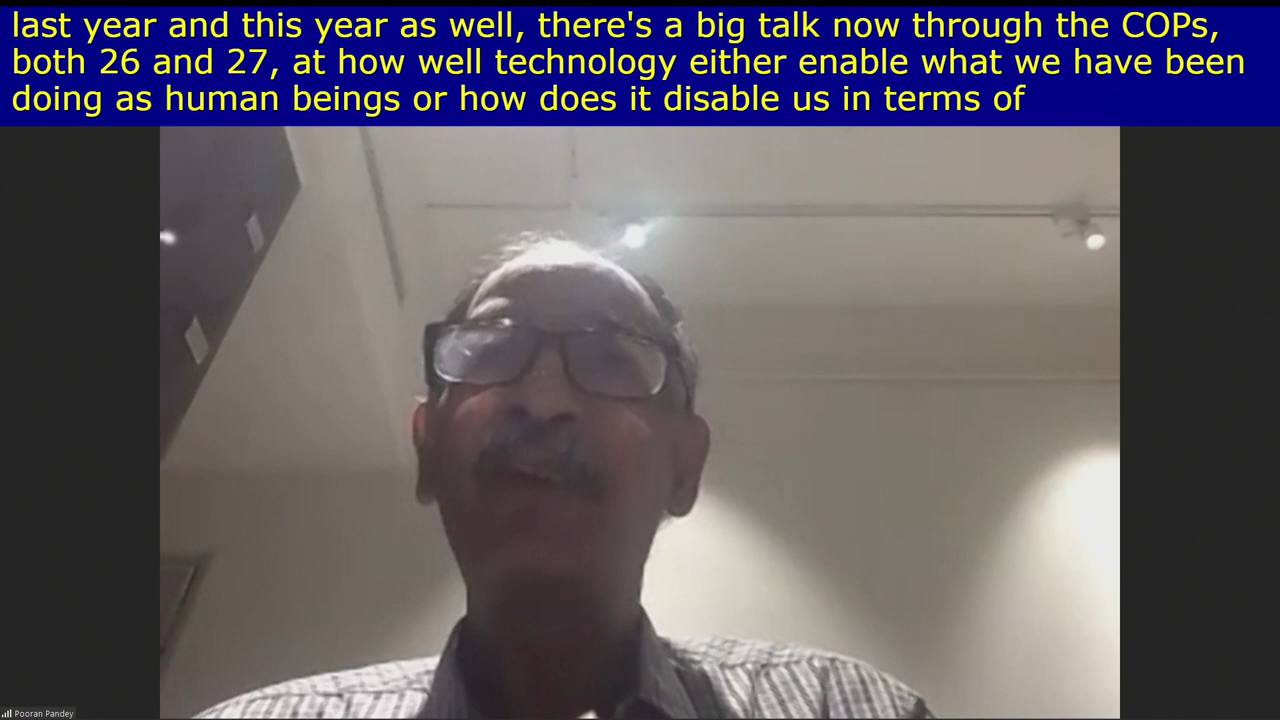 last year and this year as well, there's a big talk now through the COPs,
both 26 and 27, at how well technology either enable what we have been
doing as human beings or how does it disable us in terms of
Pooran Pandey